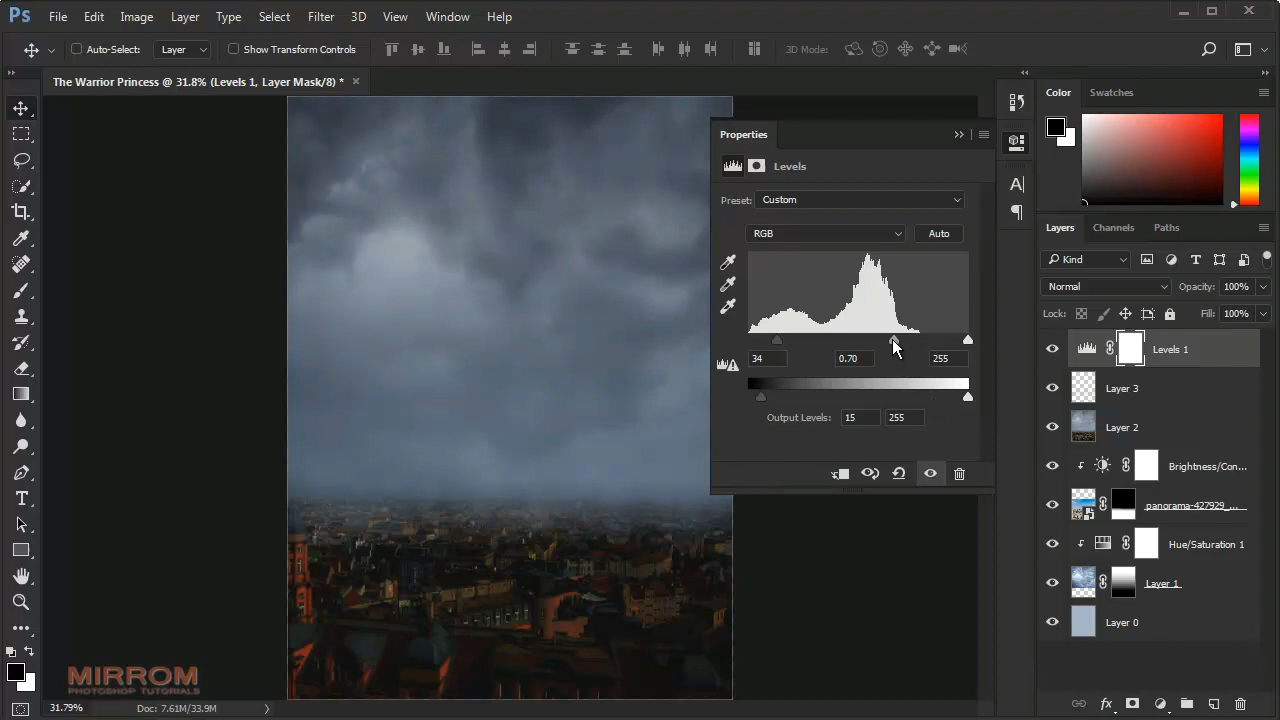 Ps File Edit Image Layer Type Select Filter 3D View Window Help
Auto-Select: Layer Show Transform Controls 3D Mode:
The Warrior Princess @ 31.8% (Levels 1, Layer Mask/8) *
Properties
Levels
Preset: Custom
RGB Auto
34 0.70 255
Output Levels: 15 255
A
Color Swatches
Layers Channels Paths
Kind
Normal Opacity: 100%
Lock: Fill: 100%
Levels 1
Layer 3
Layer 2
Brightness/Con...
panorama-427929_...
Hue/Saturation 1
Layer 1
Layer 0
fx
MIRROM
PHOTOSHOP TUTORIALS
31.79% Doc: 7.61M/33.9M